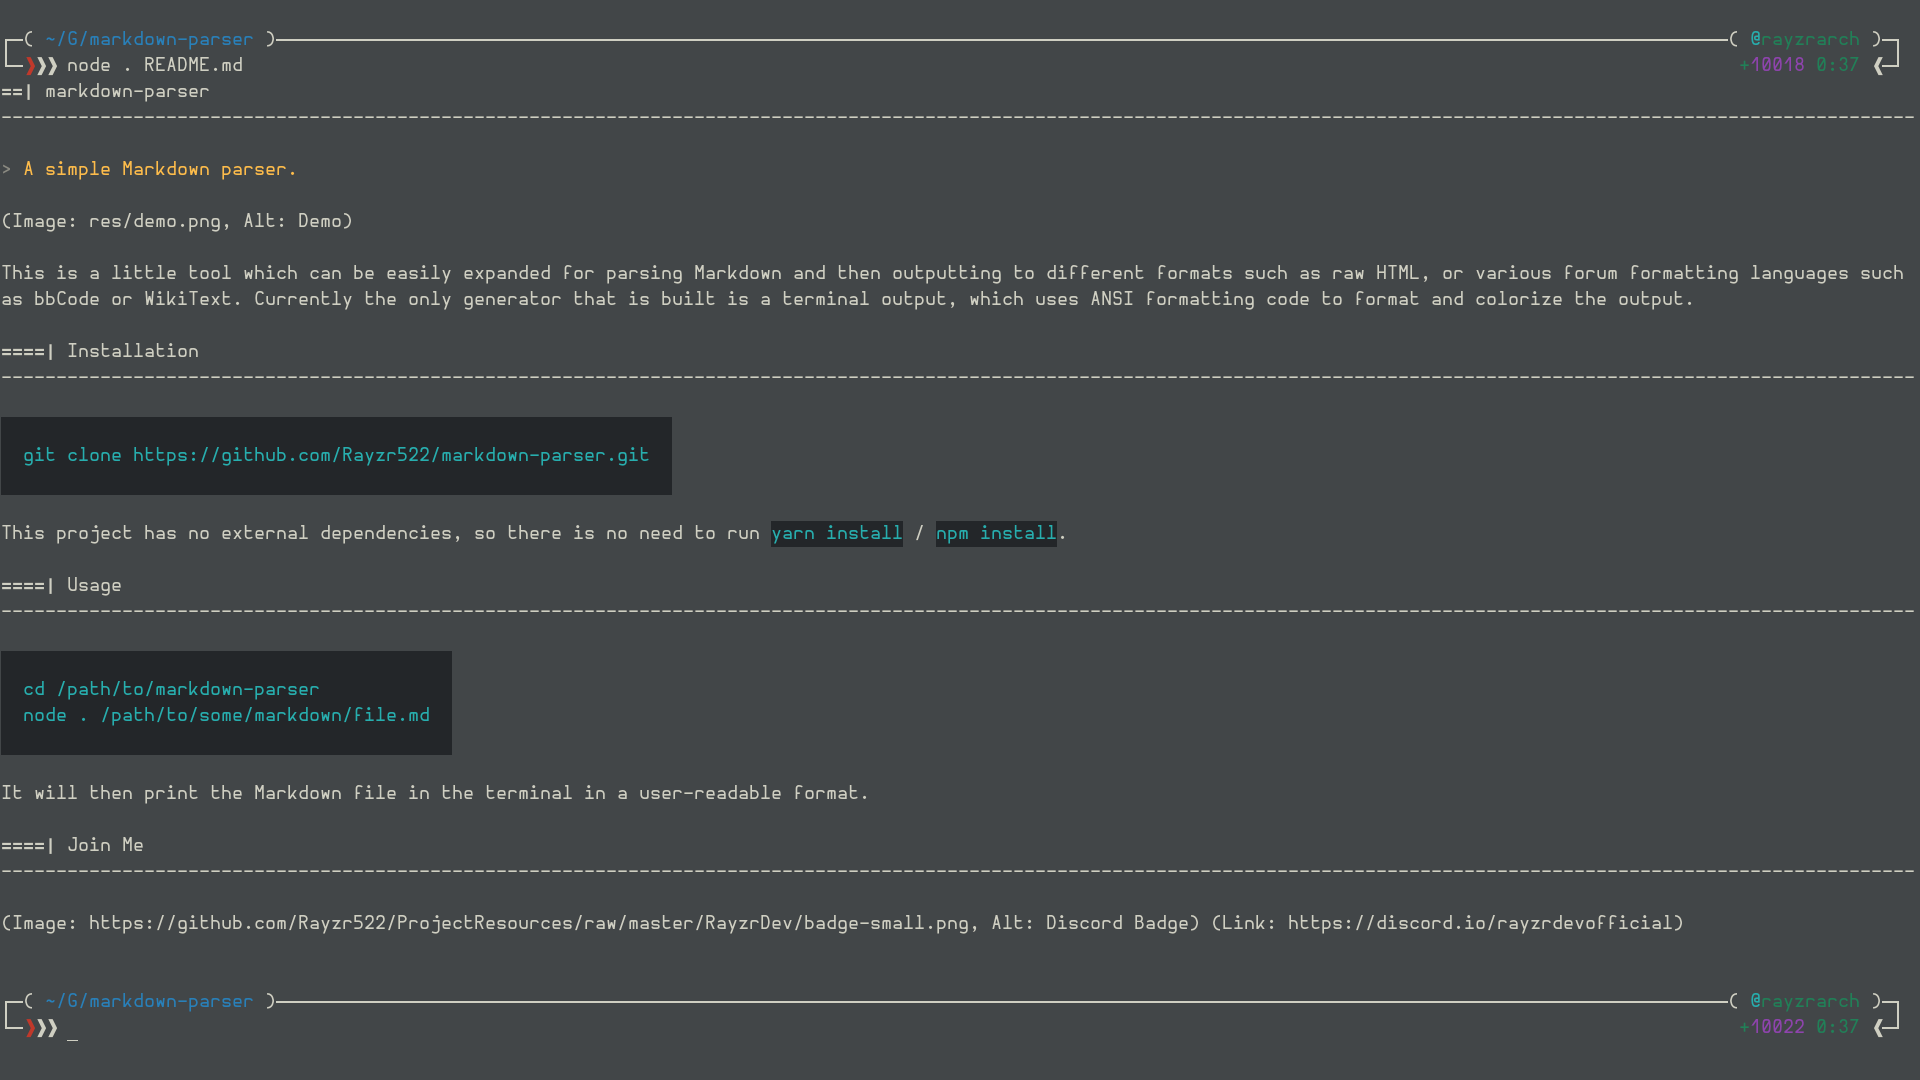 ( ~/G/markdown-parser ) ( @rayzrarch )
❯❯❯ node . README.md +10018 0:37 ❮
==| markdown-parser
--------------------------------------------------------------------------------
> A simple Markdown parser.
(Image: res/demo.png, Alt: Demo)
This is a little tool which can be easily expanded for parsing Markdown and then outputting to different formats such as raw HTML, or various forum formatting languages such
as bbCode or WikiText. Currently the only generator that is built is a terminal output, which uses ANSI formatting code to format and colorize the output.
====| Installation
--------------------------------------------------------------------------------
git clone https://github.com/Rayzr522/markdown-parser.git
This project has no external dependencies, so there is no need to run yarn install / npm install.
====| Usage
--------------------------------------------------------------------------------
cd /path/to/markdown-parser
node . /path/to/some/markdown/file.md
It will then print the Markdown file in the terminal in a user-readable format.
====| Join Me
--------------------------------------------------------------------------------
(Image: https://github.com/Rayzr522/ProjectResources/raw/master/RayzrDev/badge-small.png, Alt: Discord Badge) (Link: https://discord.io/rayzrdevofficial)
( ~/G/markdown-parser ) ( @rayzrarch )
❯❯❯ _ +10022 0:37 ❮